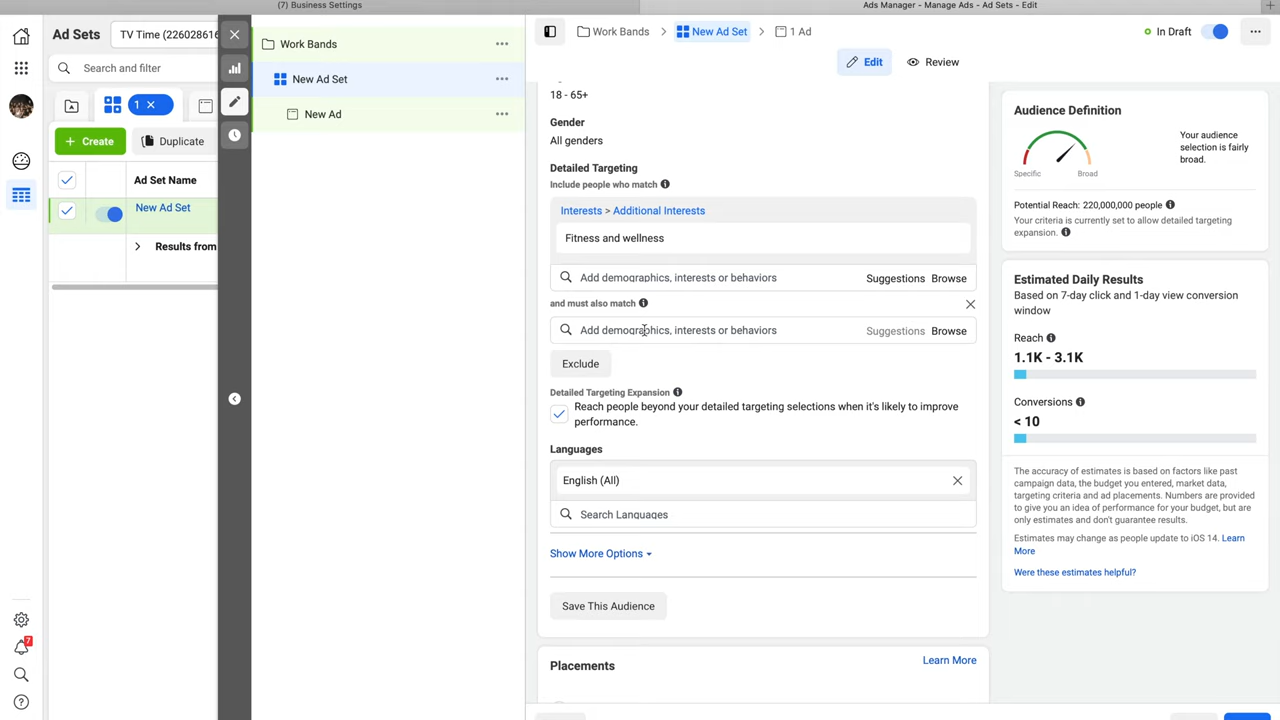 (7) Business Settings
Ads Manager - Manage Ads - Ad Sets - Edit
Ad Sets
TV Time (22602861
Search and filter
1
Create
Duplicate
Ad Set Name
New Ad Set
Results from
7
Work Bands
New Ad Set
New Ad
Work Bands
New Ad Set
1 Ad
In Draft
Edit
Review
18 - 65+
Gender
All genders
Detailed Targeting
Include people who match
Interests > Additional Interests
Fitness and wellness
Add demographics, interests or behaviors
Suggestions
Browse
and must also match
Add demographics, interests or behaviors
Suggestions
Browse
Exclude
Detailed Targeting Expansion
Reach people beyond your detailed targeting selections when it's likely to improve
performance.
Languages
English (All)
Search Languages
Show More Options
Save This Audience
Placements
Learn More
Audience Definition
Specific
Broad
Your audience
selection is fairly
broad.
Potential Reach: 220,000,000 people
Your criteria is currently set to allow detailed targeting
expansion.
Estimated Daily Results
Based on 7-day click and 1-day view conversion
window
Reach
1.1K - 3.1K
Conversions
< 10
The accuracy of estimates is based on factors like past
campaign data, the budget you entered, market data,
targeting criteria and ad placements. Numbers are provided
to give you an idea of performance for your budget, but are
only estimates and don't guarantee results.
Estimates may change as people update to iOS 14. Learn
More
Were these estimates helpful?